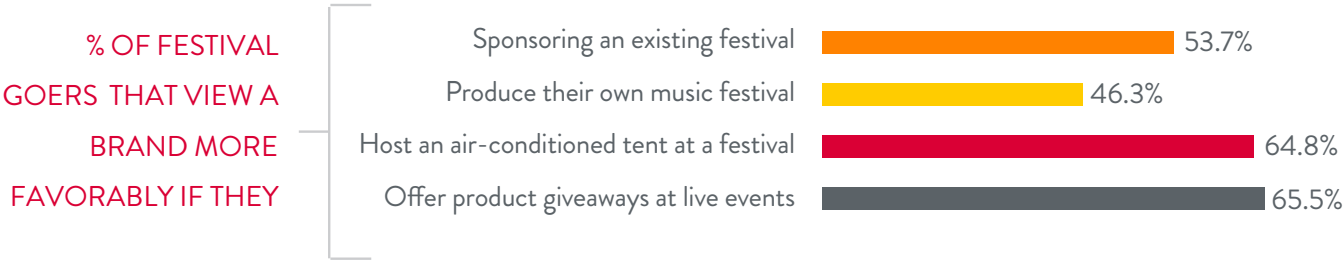 % OF FESTIVAL
GOERS THAT VIEW A
BRAND MORE
FAVORABLY IF THEY
Sponsoring an existing festival 53.7%
Produce their own music festival 46.3%
Host an air-conditioned tent at a festival 64.8%
Offer product giveaways at live events 65.5%